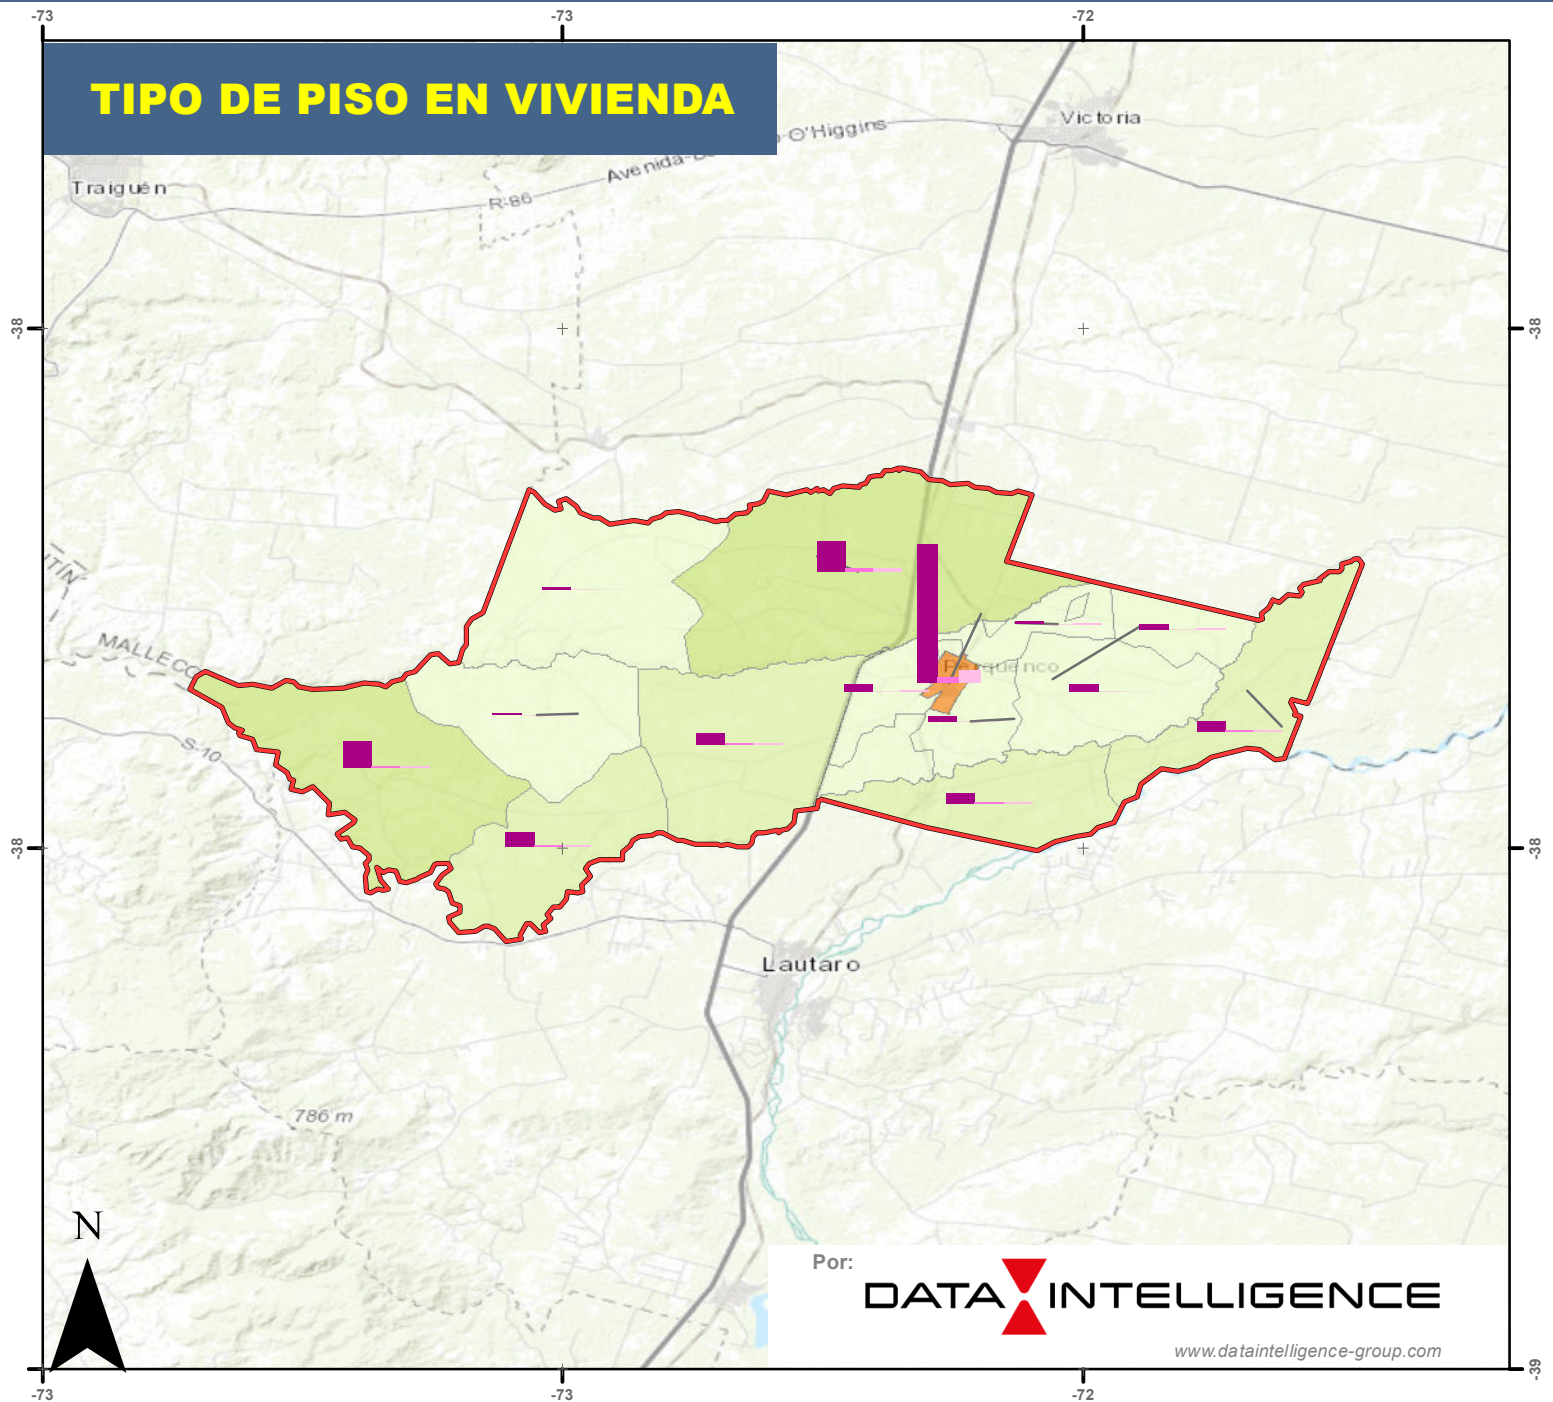 -73
-73
-72
TIPO DE PISO EN VIVIENDA
Victoria
-O'Higgins
Avenida-
Traiguén
R-86
-38
-38
MALLECO
Perquenco
S-10
-38
-38
Lautaro
786 m
N
Por:
DATA INTELLIGENCE
www.dataintelligence-group.com
-39
-73
-73
-72